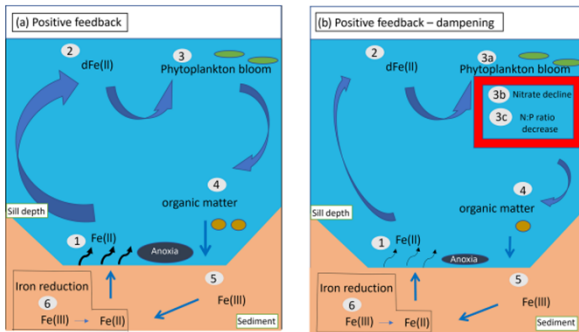 (a) Positive feedback
2
dFe(II)
3
Phytoplankton bloom
4
organic matter
Sill depth
1
Fe(II)
Anoxia
5
Iron reduction
6
Fe(III)
Fe(III)
Fe(II)
Sediment
(b) Positive feedback – dampening
2
dFe(II)
3a
Phytoplankton bloom
3b Nitrate decline
3c N:P ratio
decrease
4
organic matter
Sill depth
1
Fe(II)
Anoxia
5
Iron reduction
6
Fe(III)
Fe(III)
Fe(II)
Sediment